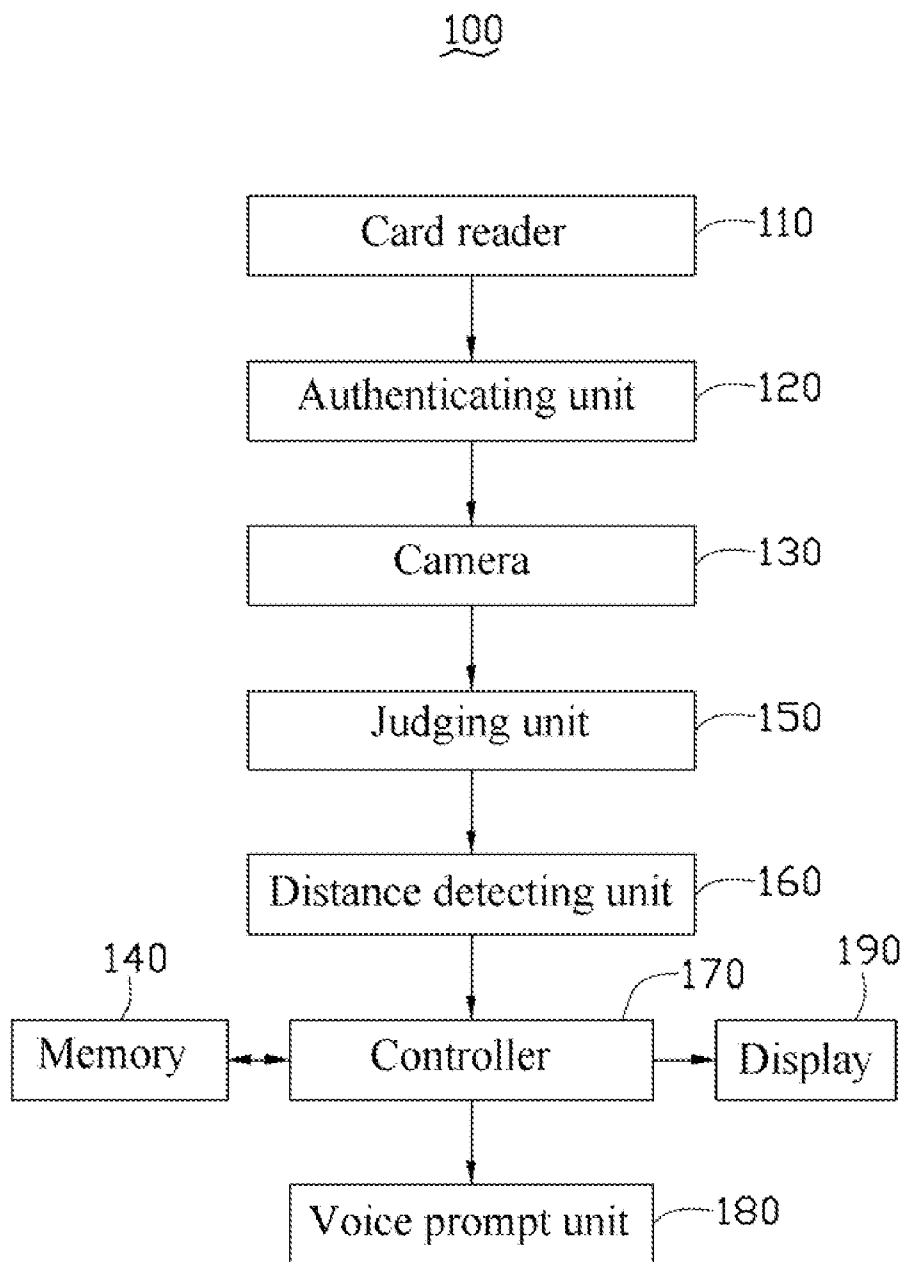 100
Card reader
110
Authenticating unit
120
Camera
130
Judging unit
150
Distance detecting unit
160
140
170
190
Memory
Controller
Display
Voice prompt unit
180